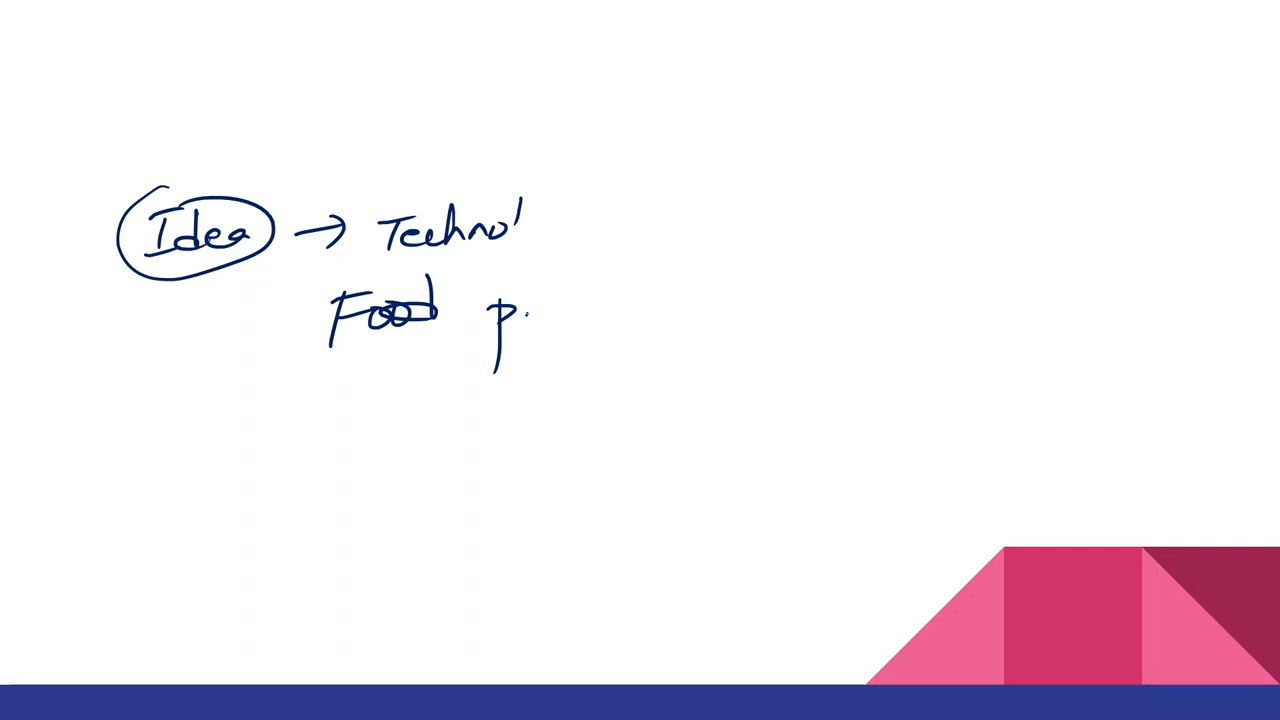 Idea → Techno'
Food p.